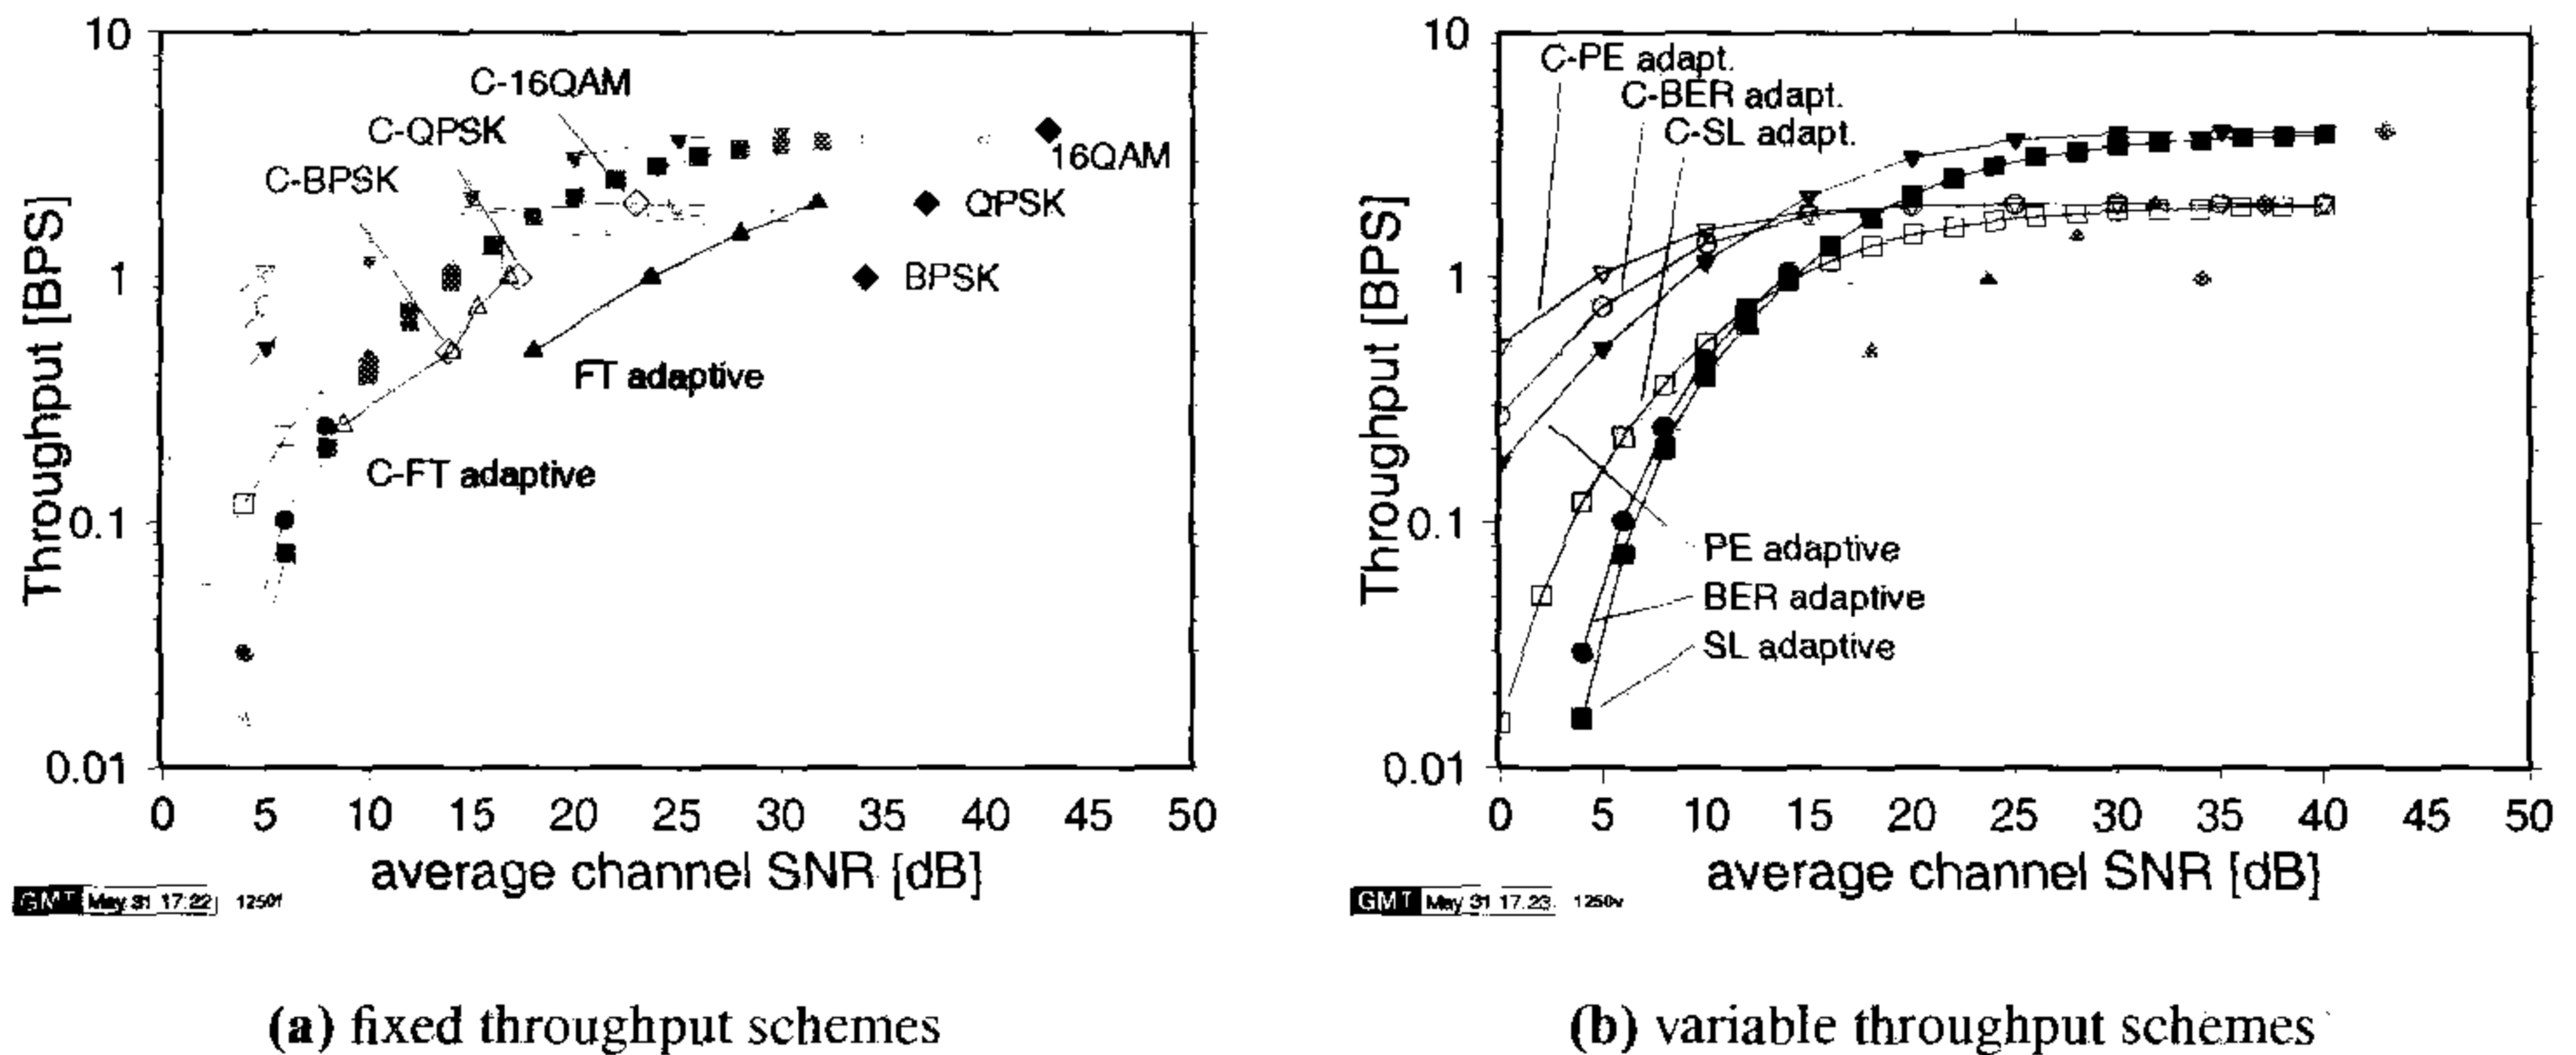 10
1
0.1
0.01
Throughput [BPS]
C-16QAM
C-QPSK
C-BPSK
16QAM
QPSK
BPSK
FT adaptive
C-FT adaptive
0 5 10 15 20 25 30 35 40 45 50
average channel SNR [dB]
GMT May 31 17:22 1250f
(a) fixed throughput schemes
10
1
0.1
0.01
Throughput [BPS]
C-PE adapt.
C-BER adapt.
C-SL adapt.
PE adaptive
BER adaptive
SL adaptive
0 5 10 15 20 25 30 35 40 45 50
average channel SNR [dB]
GMT May 31 17:23 1250v
(b) variable throughput schemes